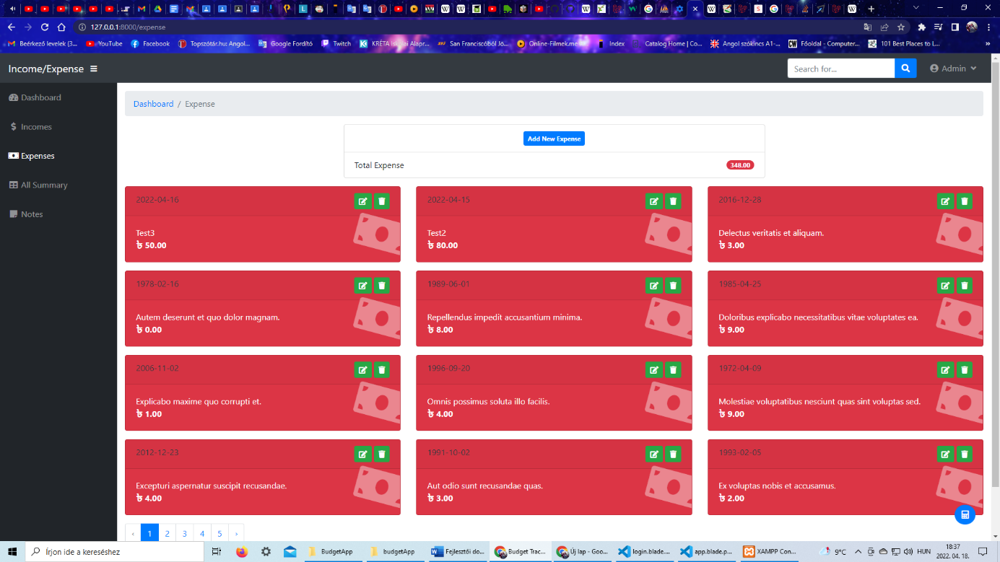 127.0.0.1:8000/expense
Beérkező levelek (3... YouTube Facebook Topszótár.hu: Angol... Google Fordító Twitch KRÉTA Iskolai Alapr... San Franciscóból Jó... Online-Filmek.me... Index Catalog Home | Co... Angol szókincs A1-... Főoldal - Computer... 101 Best Places to L... »
Income/Expense Search for... Admin
Dashboard
Incomes
Expenses
All Summary
Notes
Dashboard / Expense
Add New Expense
Total Expense 348.00
2022-04-16
Test3
৳ 50.00
2022-04-15
Test2
৳ 80.00
2016-12-28
Delectus veritatis et aliquam.
৳ 3.00
1978-02-16
Autem deserunt et quo dolor magnam.
৳ 0.00
1989-06-01
Repellendus impedit accusantium minima.
৳ 8.00
1985-04-25
Doloribus explicabo necessitatibus vitae voluptates ea.
৳ 9.00
2006-11-02
Explicabo maxime quo corrupti et.
৳ 1.00
1996-09-20
Omnis possimus soluta illo facilis.
৳ 4.00
1972-04-09
Molestiae voluptatibus nesciunt quas sint voluptas sed.
৳ 9.00
2012-12-23
Excepturi aspernatur suscipit recusandae.
৳ 4.00
1991-10-02
Aut odio sunt recusandae quas.
৳ 3.00
1993-02-05
Ex voluptas nobis et accusamus.
৳ 2.00
‹ 1 2 3 4 5 ›
Írjon ide a kereséshez BudgetApp budgetApp Fejlesztői do... Budget Trac... Új lap - Goo... login.blade.... app.blade.p... XAMPP Con... 9°C HUN 18:37
2022. 04. 18.